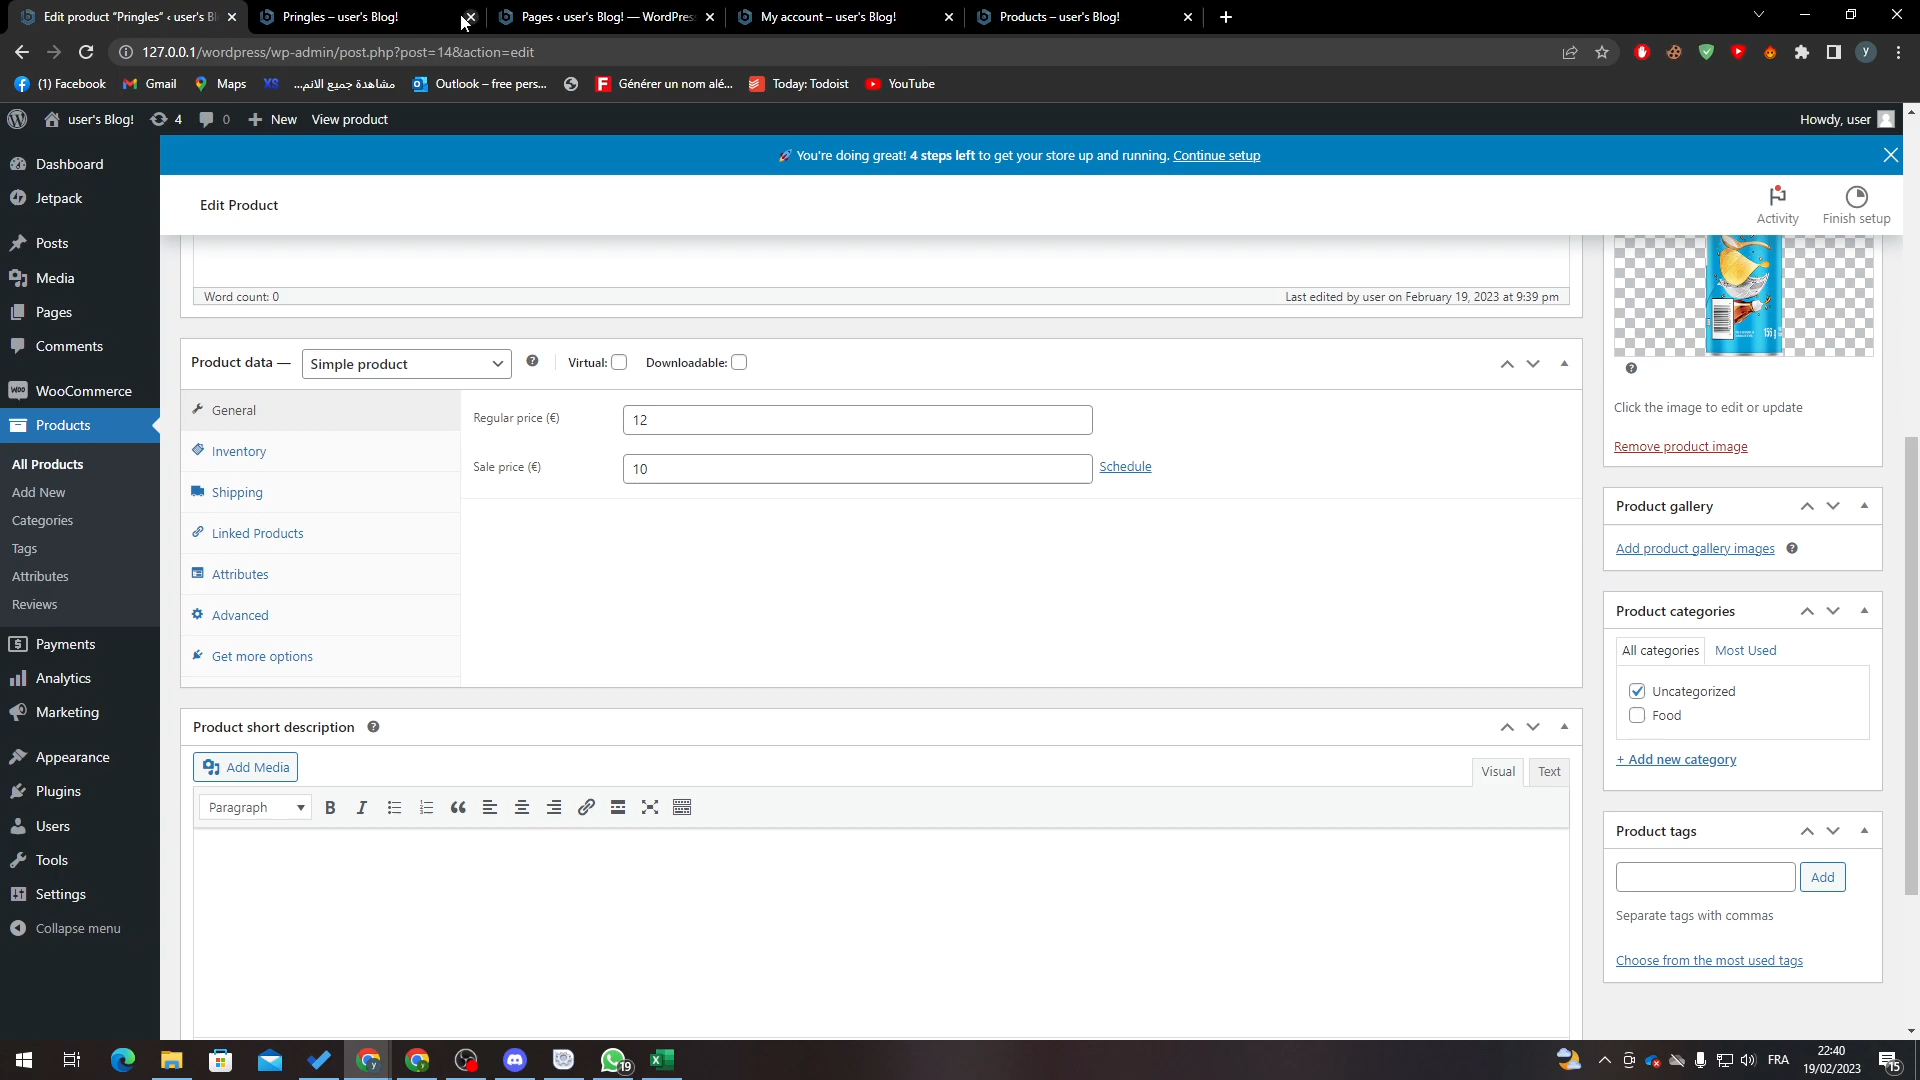 Edit product “Pringles” ‹ user's Bl
Pringles – user's Blog!
Pages ‹ user's Blog! — WordPres
My account – user's Blog!
Products – user's Blog!
127.0.0.1/wordpress/wp-admin/post.php?post=14&action=edit
y
(1) Facebook
Gmail
Maps
XS
مشاهدة جميع الانم...
Outlook – free pers...
F
Générer un nom alé...
Today: Todoist
YouTube
user's Blog!
4
0
New
View product
Howdy, user
🚀 You're doing great! 4 steps left to get your store up and running. Continue setup
Edit Product
Activity
Finish setup
Dashboard
Jetpack
Posts
Media
Pages
Comments
WooCommerce
Products
All Products
Add New
Categories
Tags
Attributes
Reviews
Payments
Analytics
Marketing
Appearance
Plugins
Users
Tools
Settings
Collapse menu
Word count: 0
Last edited by user on February 19, 2023 at 9:39 pm
Product data —
Simple product
Virtual:
Downloadable:
General
Inventory
Shipping
Linked Products
Attributes
Advanced
Get more options
Regular price (€)
12
Sale price (€)
10
Schedule
Product short description
Add Media
Visual
Text
Paragraph
B
I
156 g
Click the image to edit or update
Remove product image
Product gallery
Add product gallery images
Product categories
All categories
Most Used
Uncategorized
Food
+ Add new category
Product tags
Add
Separate tags with commas
Choose from the most used tags
19
FRA
22:40
19/02/2023
15